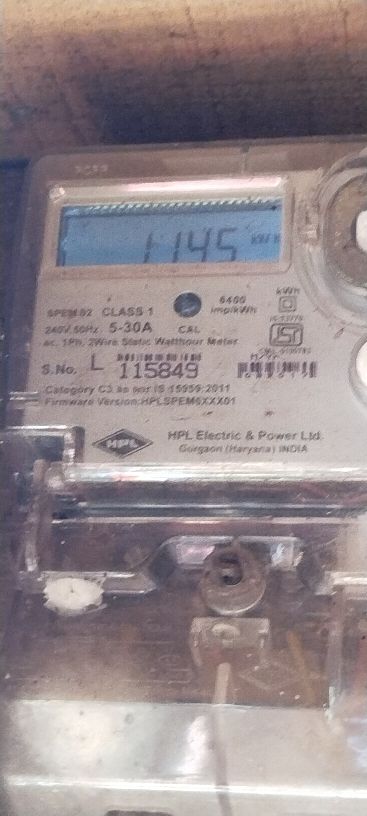 1145
SPEM 02 CLASS 1
6400 imp/kWh
kWh
240V, 50Hz, 5-30A CAL
ac. 1Ph, 2Wire Static Watthour Meter
S.No. L 115849
Category C3 as per IS 15959:2011
Firmware Version:HPLSPEM6XXX01
HPL
HPL Electric & Power Ltd.
Gurgaon (Haryana) INDIA